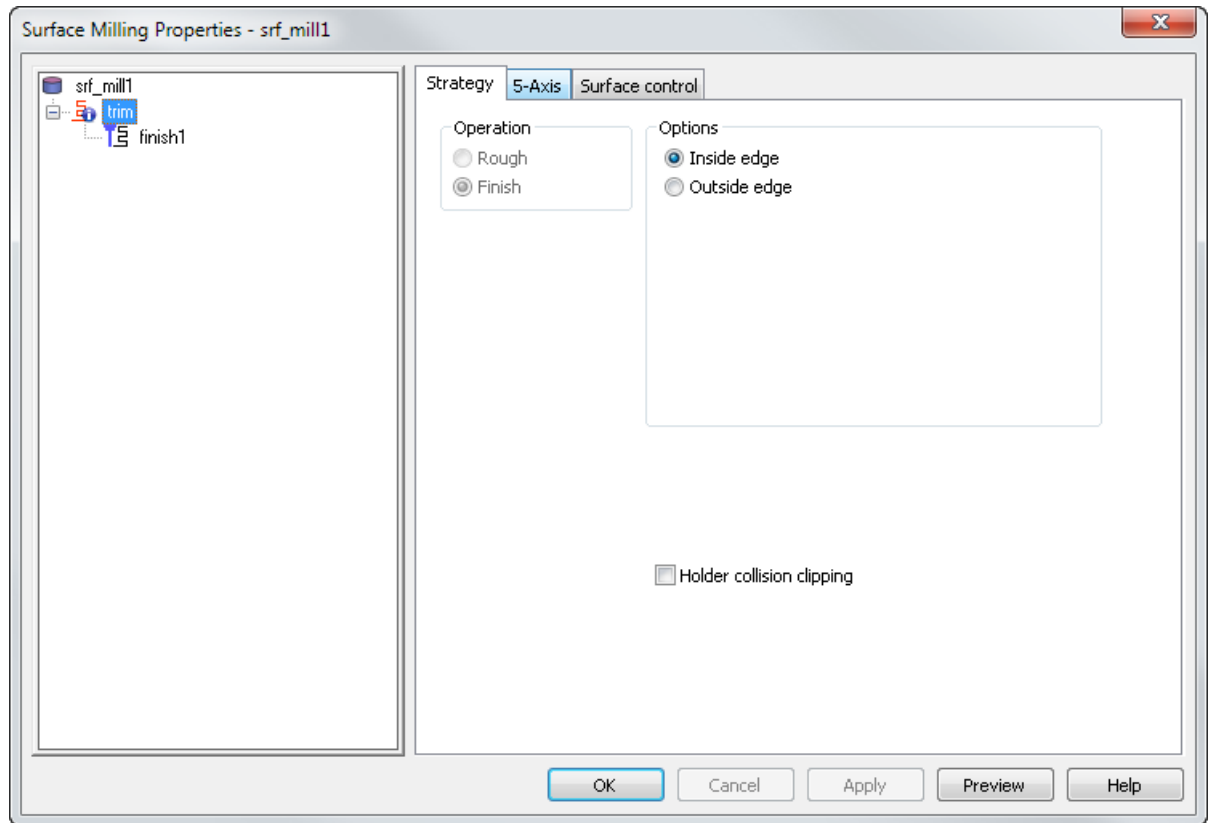 Surface Milling Properties - srf_mill1
srf_mill1
trim
finish1
Strategy 5-Axis Surface control
Operation
Rough
Finish
Options
Inside edge
Outside edge
Holder collision clipping
OK Cancel Apply Preview Help